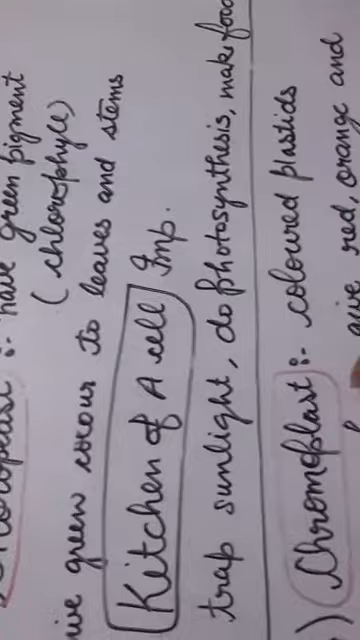 have green pigment
(chlorophyll)
give green colour to leaves and stems
Kitchen of A cell Imp.
trap sunlight, do photosynthesis, make food
) Chromoplast :- coloured plastids
give red, orange and